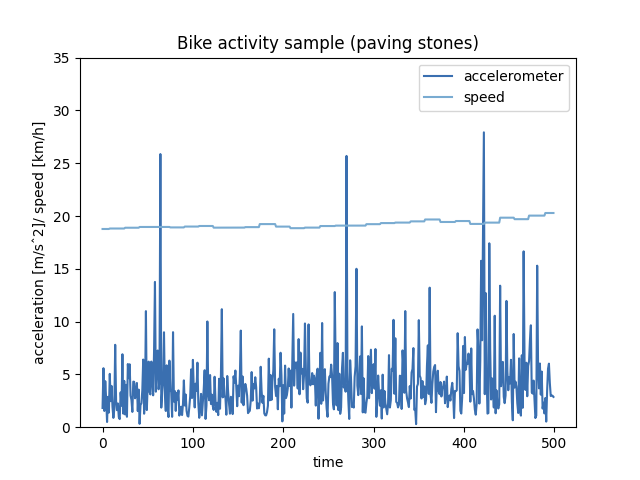 Bike activity sample (paving stones)
accelerometer
speed
acceleration [m/s^2]/ speed [km/h]
35
30
25
20
15
10
5
0
0 100 200 300 400 500
time